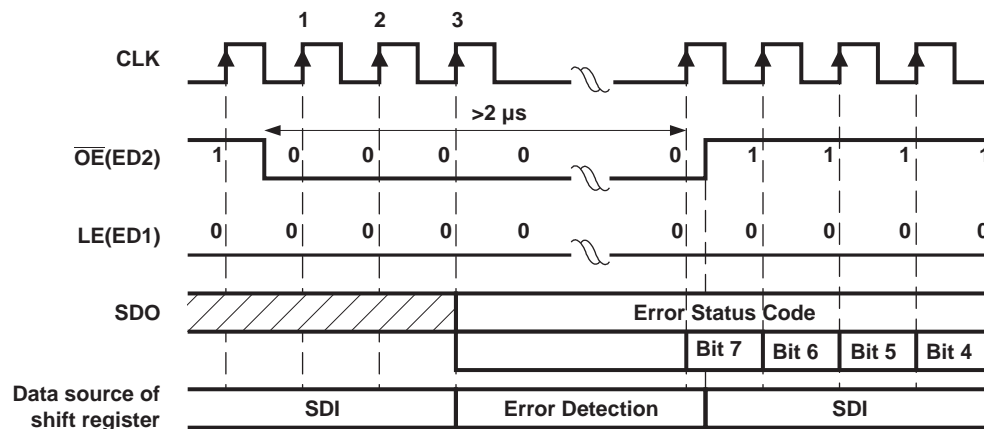 1 2 3
CLK
>2 µs
OE(ED2)
1 0 0 0 0 0 1 1 1 1
LE(ED1)
0 0 0 0 0 0 0 0 0 0
SDO
Error Status Code
Bit 7 Bit 6 Bit 5 Bit 4
Data source of
shift register
SDI Error Detection SDI